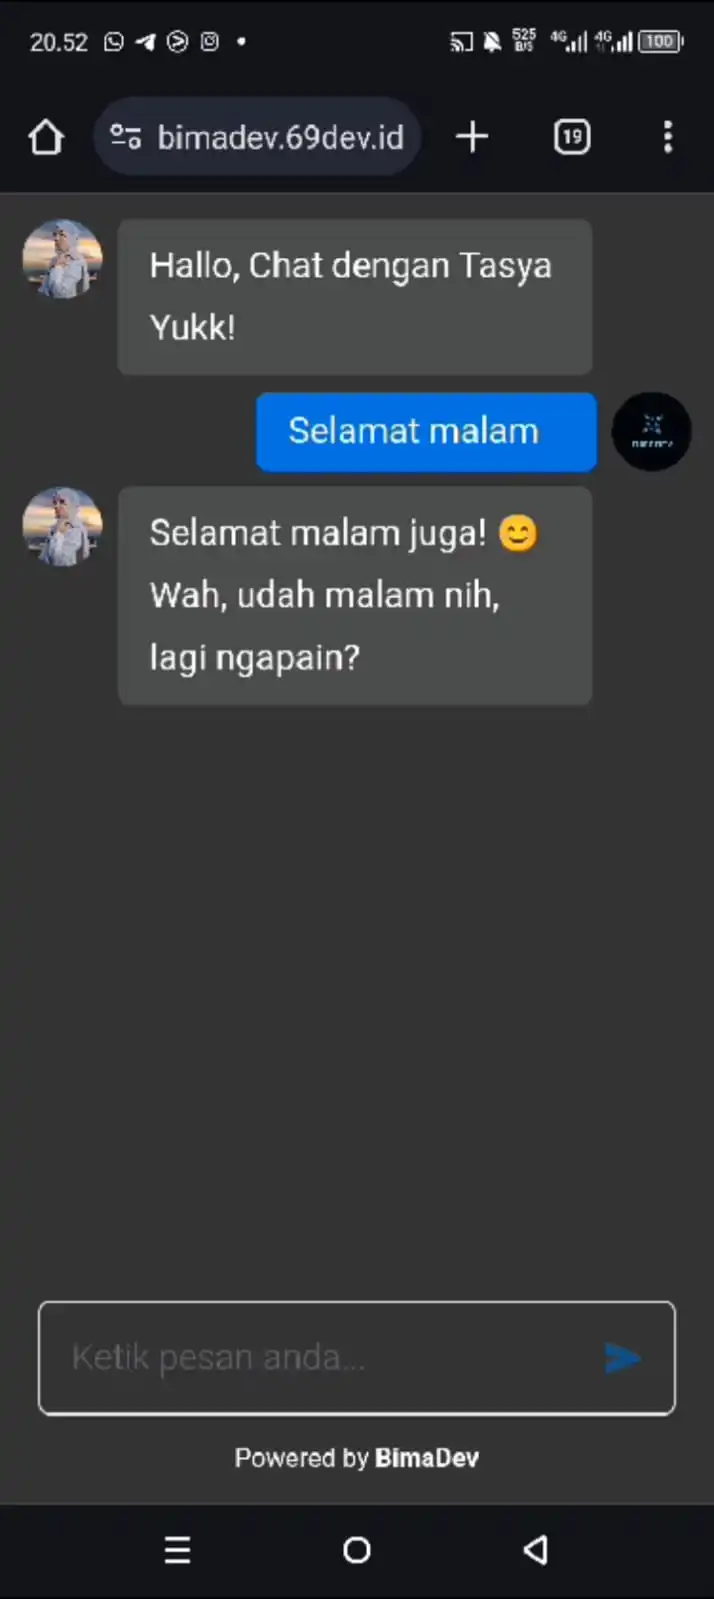 20.52
525
B/S
4G
4G
100
bimadev.69dev.id
19
Hallo, Chat dengan Tasya
Yukk!
Selamat malam
Selamat malam juga! 😊
Wah, udah malam nih,
lagi ngapain?
Ketik pesan anda...
Powered by BimaDev